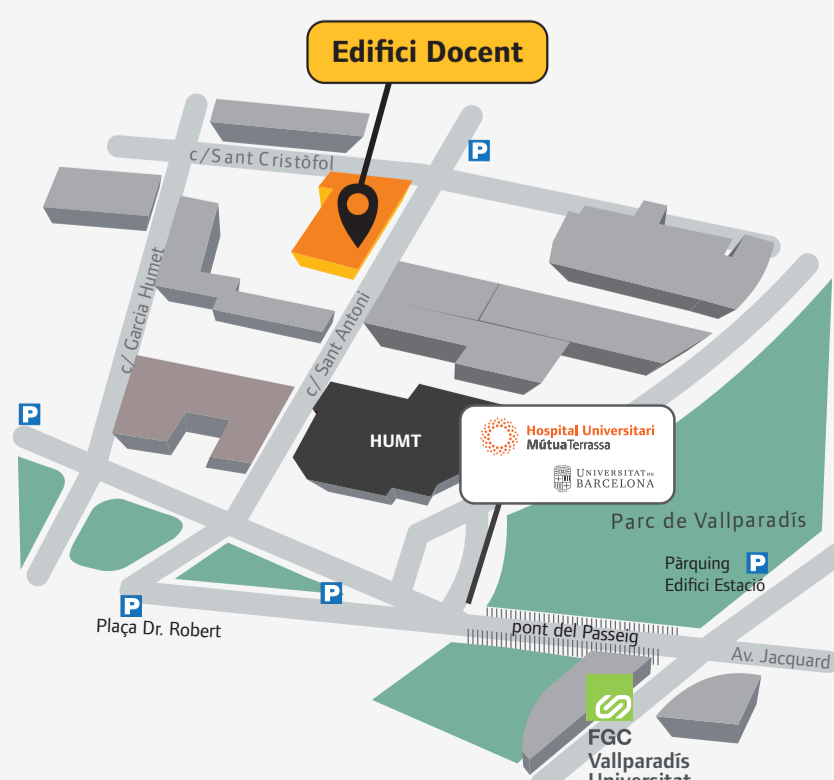 Edifici Docent
P
c/Sant Cristòfol
c/ Garcia Humet
c/ Sant Antoni
P
HUMT
Hospital Universitari
MútuaTerrassa
UNIVERSITAT DE
BARCELONA
Parc de Vallparadís
Pàrquing P
Edifici Estació
P
P
Plaça Dr. Robert
pont del Passeig
Av. Jacquard
FGC
Vallparadís
Universitat